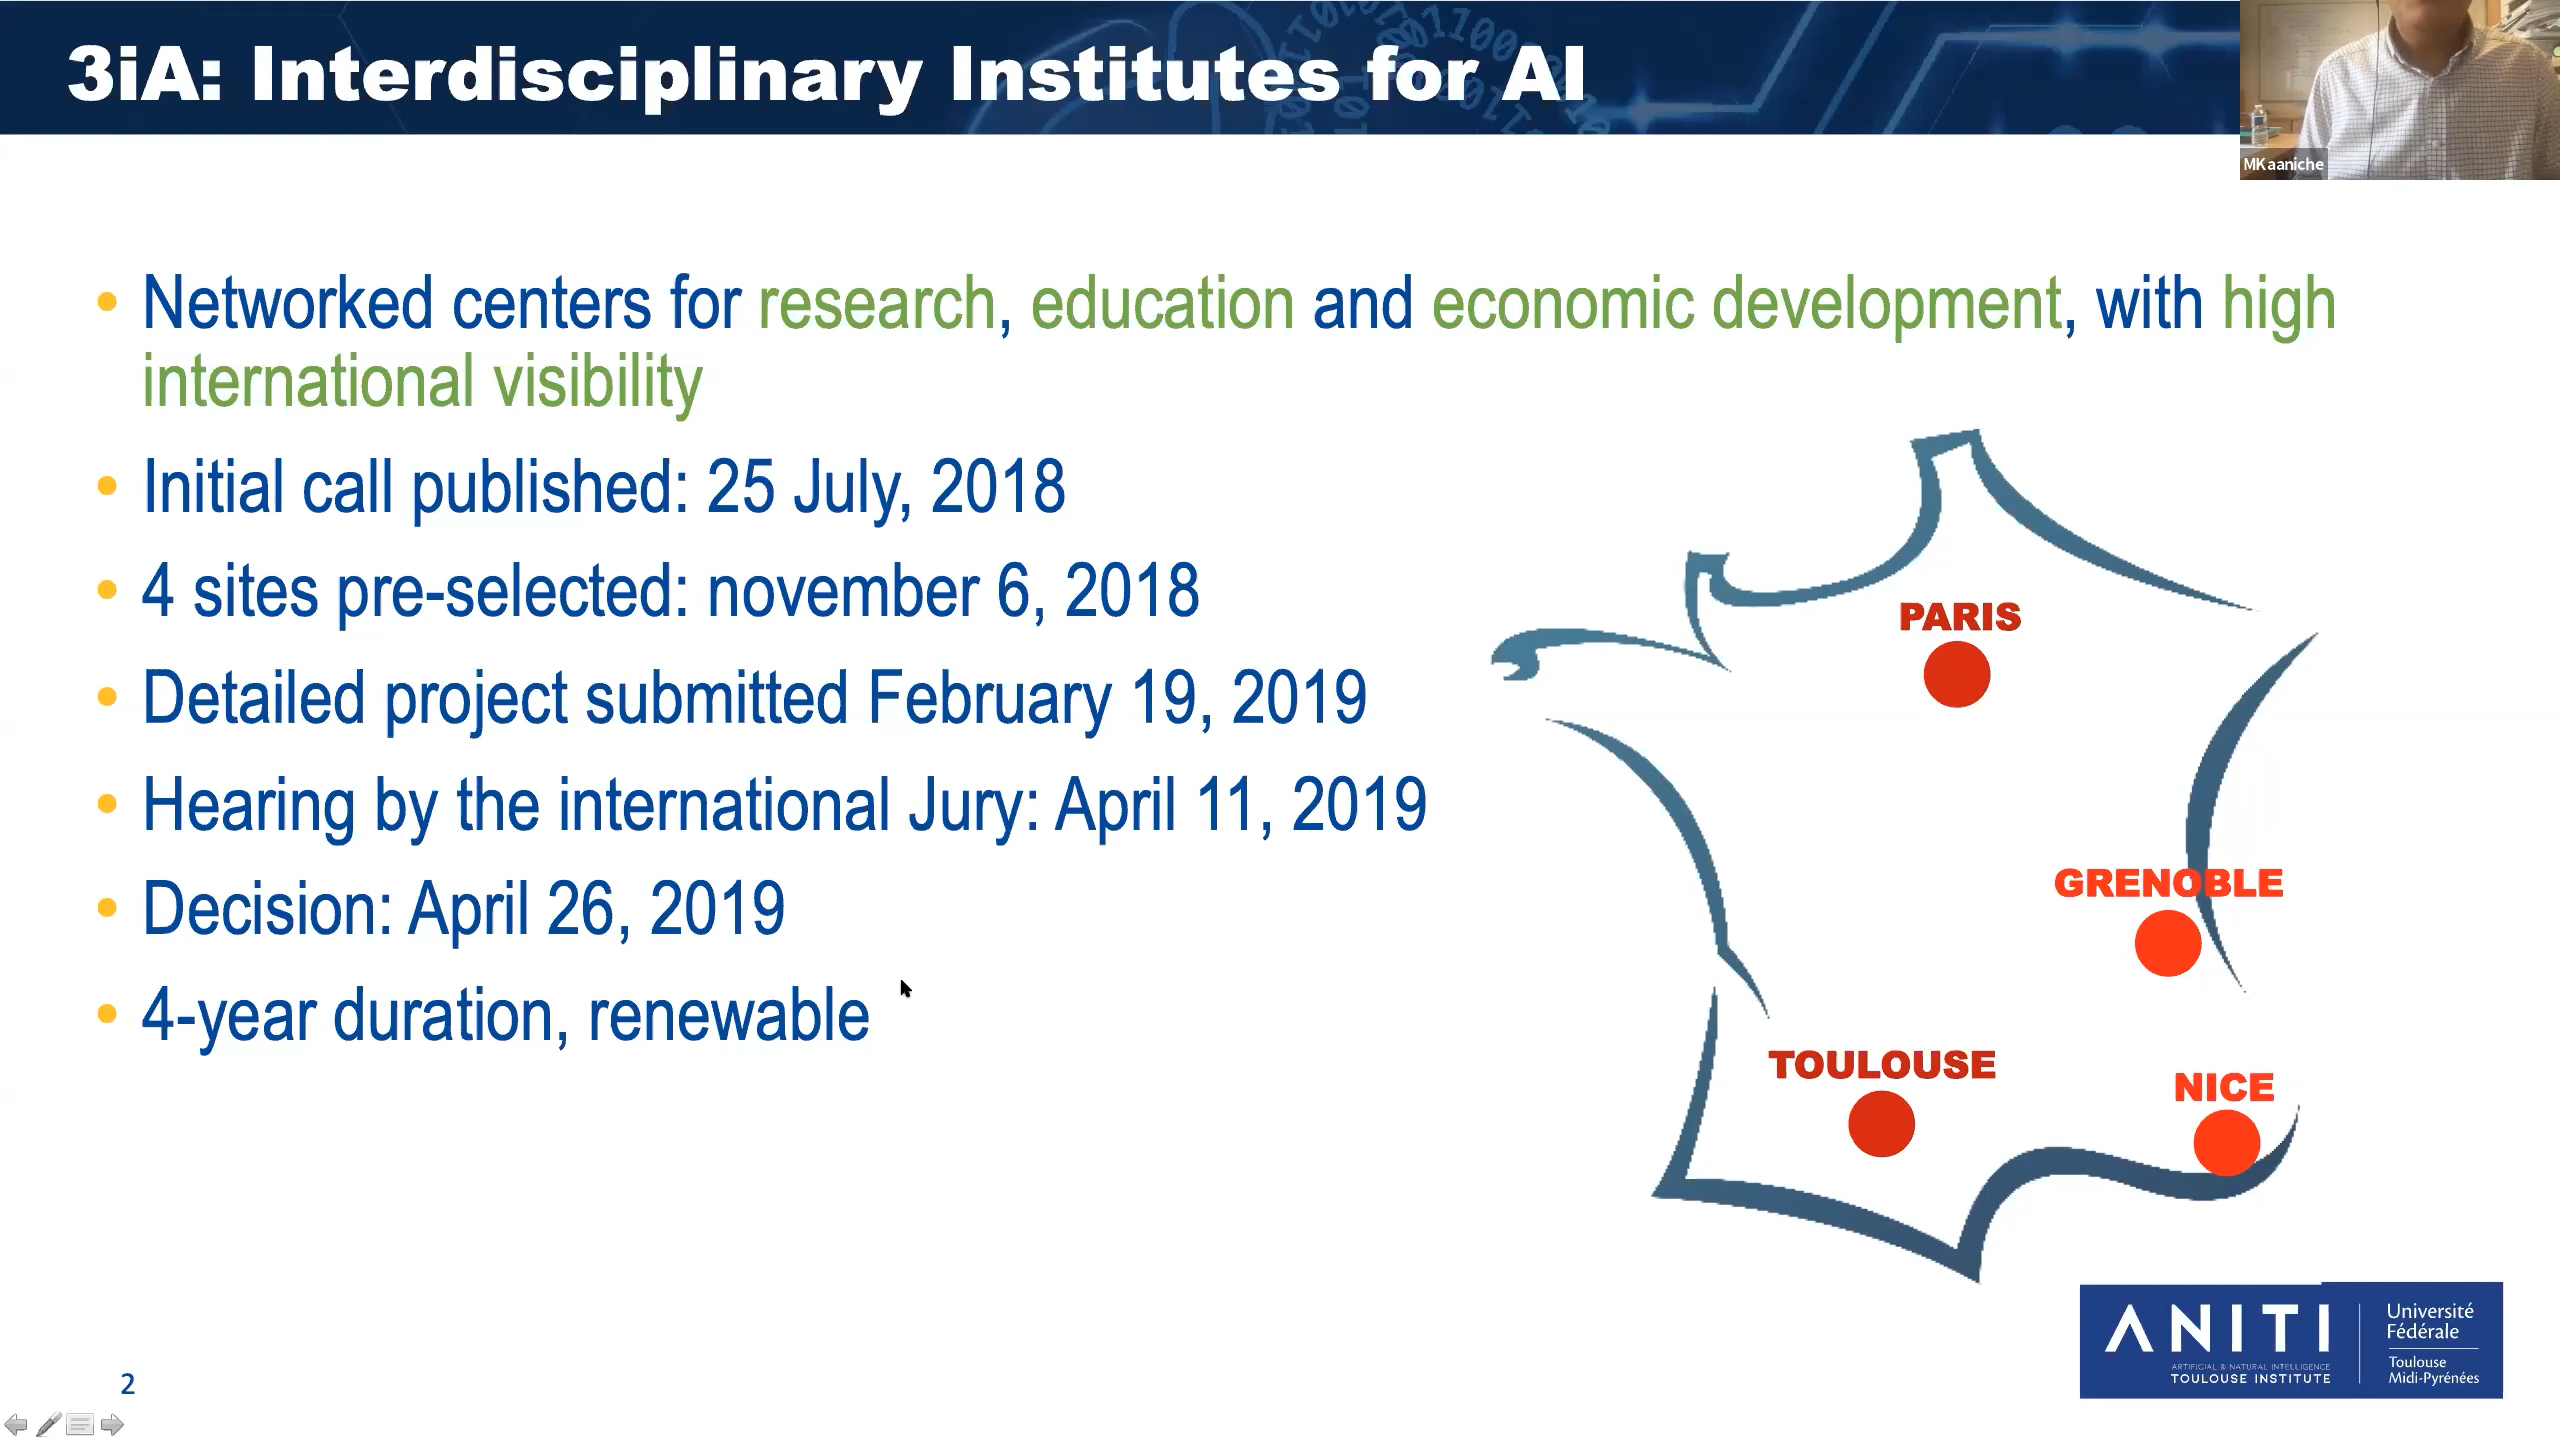 3iA: Interdisciplinary Institutes for AI
MKaaniche
• Networked centers for research, education and economic development, with high
international visibility
• Initial call published: 25 July, 2018
• 4 sites pre-selected: november 6, 2018
• Detailed project submitted February 19, 2019
• Hearing by the international Jury: April 11, 2019
• Decision: April 26, 2019
• 4-year duration, renewable
PARIS
GRENOBLE
TOULOUSE
NICE
ANITI
ARTIFICIAL & NATURAL INTELLIGENCE
TOULOUSE INSTITUTE
Université
Fédérale
Toulouse
Midi-Pyrénées
2